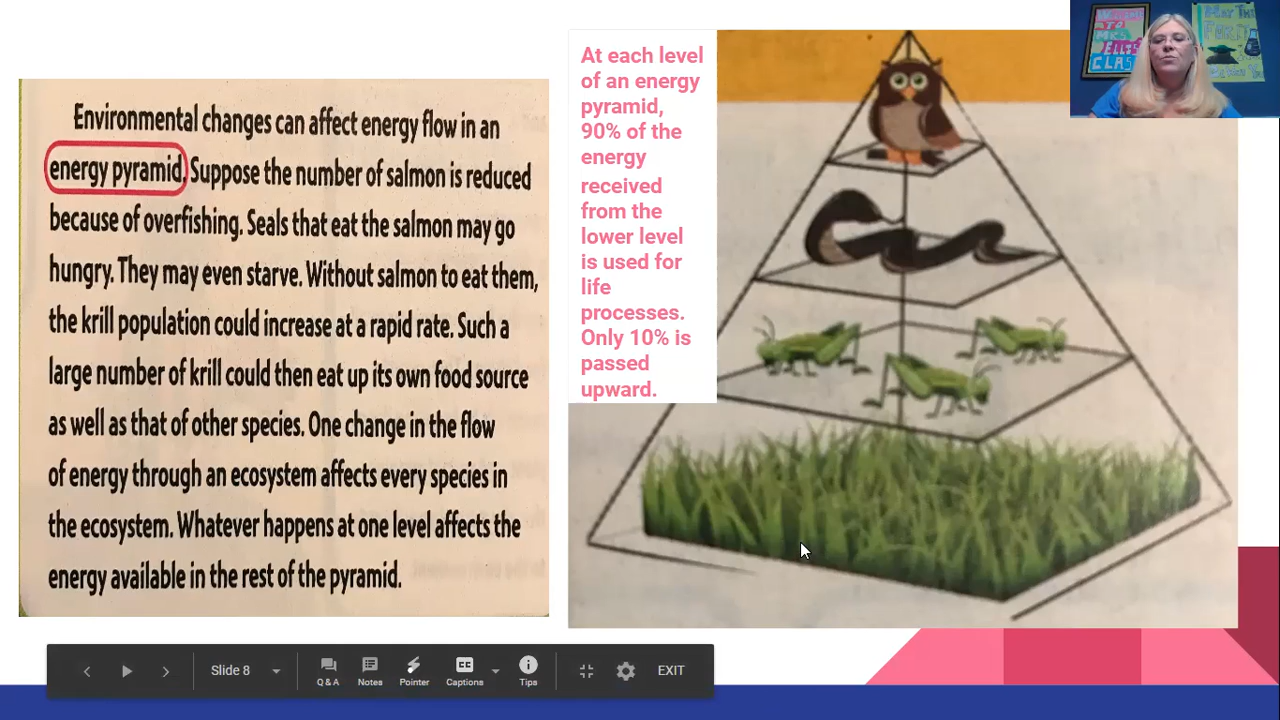 Environmental changes can affect energy flow in an
energy pyramid. Suppose the number of salmon is reduced
because of overfishing. Seals that eat the salmon may go
hungry. They may even starve. Without salmon to eat them,
the krill population could increase at a rapid rate. Such a
large number of krill could then eat up its own food source
as well as that of other species. One change in the flow
of energy through an ecosystem affects every species in
the ecosystem. Whatever happens at one level affects the
energy available in the rest of the pyramid.
At each level
of an energy
pyramid,
90% of the
energy
received
from the
lower level
is used for
life
processes.
Only 10% is
passed
upward.
TO
MRS
CLAS
MAY THE
Slide 8
Q & A
Notes
Pointer
CC
Captions
Tips
EXIT